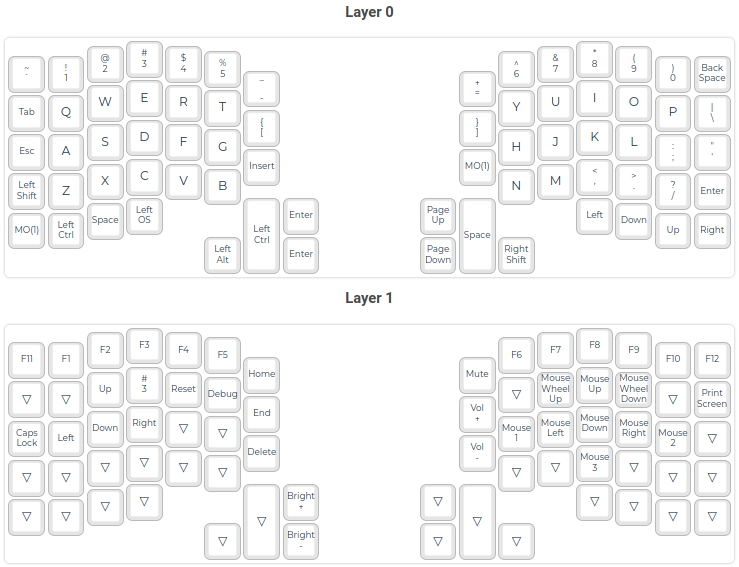 Layer 0
~
`
!
1
@
2
#
3
$
4
%
5
_
-
+
=
^
6
&
7
*
8
(
9
)
0
Back
Space
Tab
Q
W
E
R
T
{
[
}
]
Y
U
I
O
P
|
\
Esc
A
S
D
F
G
Insert
MO(1)
H
J
K
L
:
;
"
'
Left
Shift
Z
X
C
V
B
N
M
<
,
>
.
?
/
Enter
MO(1)
Left
Ctrl
Space
Left
OS
Left
Alt
Left
Ctrl
Enter
Enter
Page
Up
Page
Down
Space
Right
Shift
Left
Down
Up
Right
Layer 1
F11
F1
F2
F3
F4
F5
Home
Mute
F6
F7
F8
F9
F10
F12
Up
#
3
Reset
Debug
End
Vol
+
Mouse
Wheel
Up
Mouse
Up
Mouse
Wheel
Down
Print
Screen
Caps
Lock
Left
Down
Right
Delete
Vol
-
Mouse
1
Mouse
Left
Mouse
Down
Mouse
Right
Mouse
2
Mouse
3
Bright
+
Bright
-